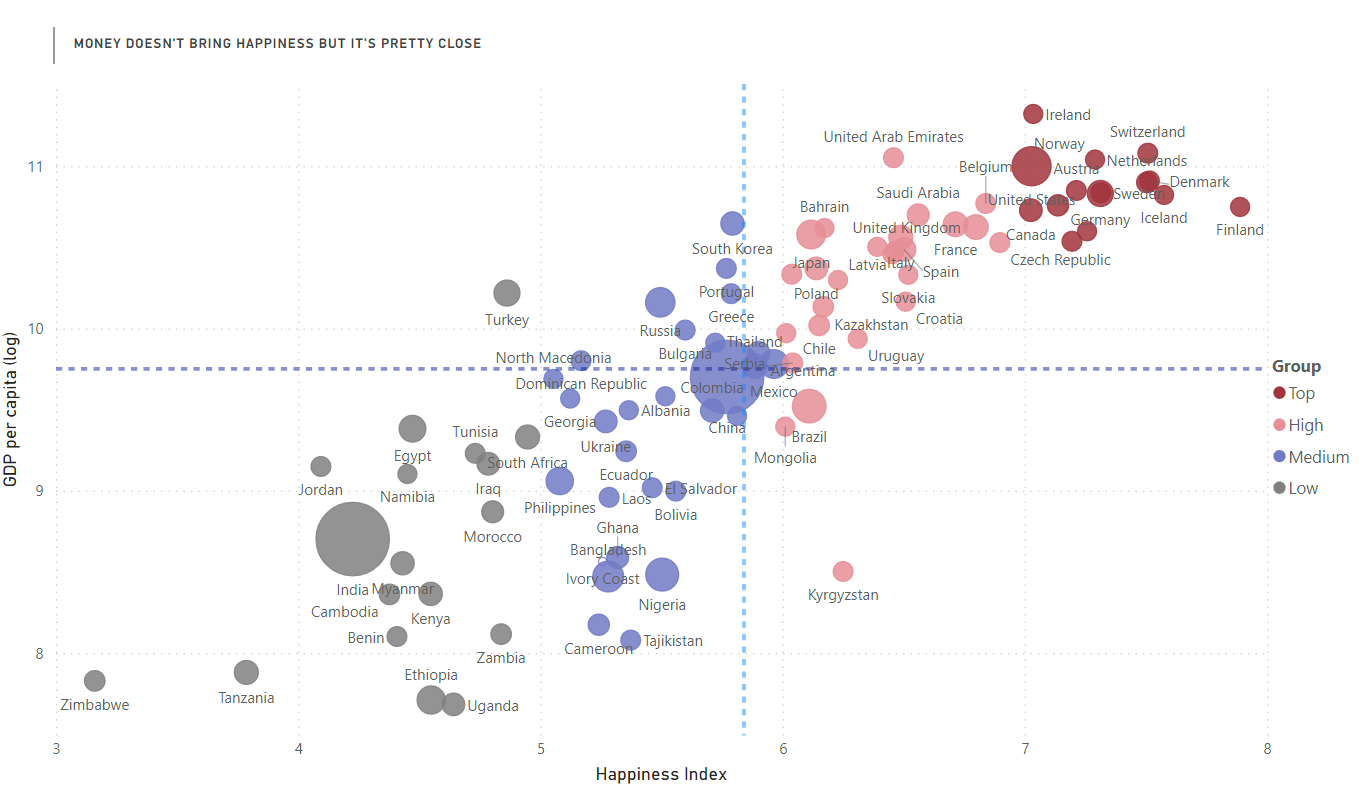 MONEY DOESN'T BRING HAPPINESS BUT IT'S PRETTY CLOSE
Ireland
Switzerland
United Arab Emirates
Norway
Netherlands
11
Belgium
Austria
Denmark
Saudi Arabia
United States
Sweden
Bahrain
Iceland
Germany
United Kingdom
Finland
Canada
South Korea
France
Czech Republic
Japan
Latvia
Italy
Spain
Portugal
Poland
Slovakia
Turkey
Greece
Croatia
10
Russia
Kazakhstan
Thailand
Chile
Bulgaria
Uruguay
North Macedonia
Serbia
Group
Argentina
Dominican Republic
Colombia
Mexico
Top
Albania
Georgia
China
High
Tunisia
Brazil
Ukraine
Egypt
Mongolia
Medium
South Africa
GDP per capita (log)
Ecuador
Jordan
Iraq
El Salvador
Low
9
Namibia
Laos
Philippines
Bolivia
Morocco
Ghana
Bangladesh
Ivory Coast
India
Myanmar
Kyrgyzstan
Nigeria
Cambodia
Kenya
Benin
Tajikistan
Cameroon
8
Zambia
Ethiopia
Tanzania
Zimbabwe
Uganda
3
4
5
6
7
8
Happiness Index